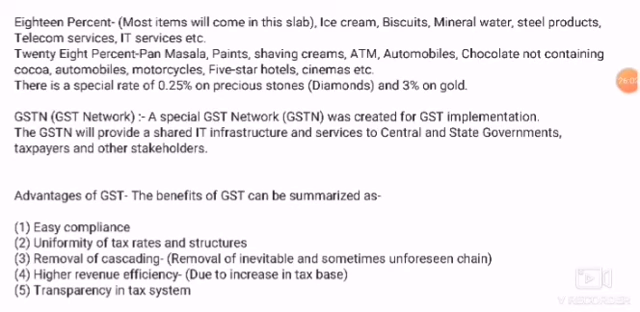 Eighteen Percent- (Most items will come in this slab), Ice cream, Biscuits, Mineral water, steel products,
Telecom services, IT services etc.
Twenty Eight Percent-Pan Masala, Paints, shaving creams, ATM, Automobiles, Chocolate not containing
cocoa, automobiles, motorcycles, Five-star hotels, cinemas etc.
There is a special rate of 0.25% on precious stones (Diamonds) and 3% on gold.
GSTN (GST Network) :- A special GST Network (GSTN) was created for GST implementation.
The GSTN will provide a shared IT infrastructure and services to Central and State Governments,
taxpayers and other stakeholders.
Advantages of GST- The benefits of GST can be summarized as-
(1) Easy compliance
(2) Uniformity of tax rates and structures
(3) Removal of cascading- (Removal of inevitable and sometimes unforeseen chain)
(4) Higher revenue efficiency- (Due to increase in tax base)
(5) Transparency in tax system